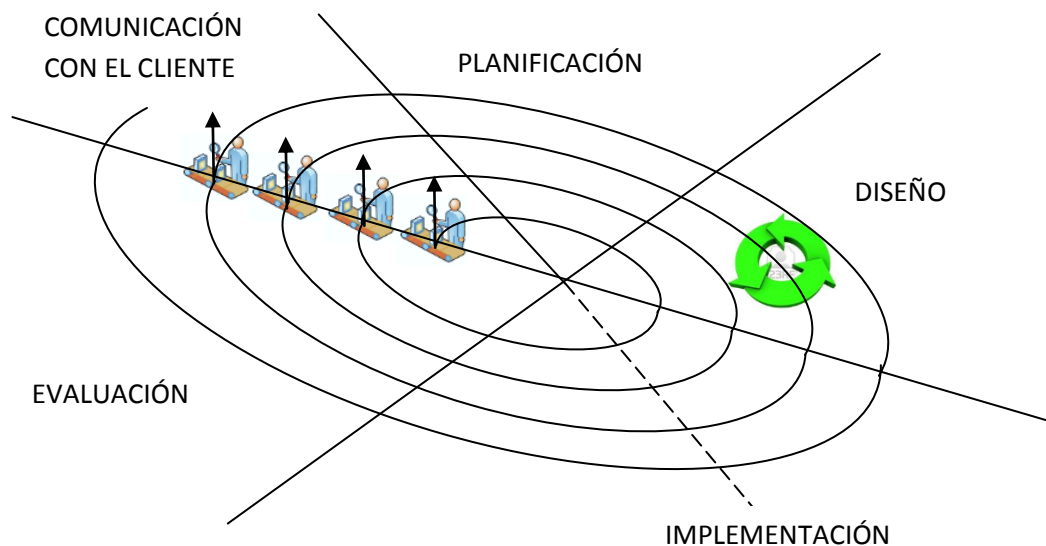 COMUNICACIÓN
CON EL CLIENTE
PLANIFICACIÓN
DISEÑO
EVALUACIÓN
IMPLEMENTACIÓN